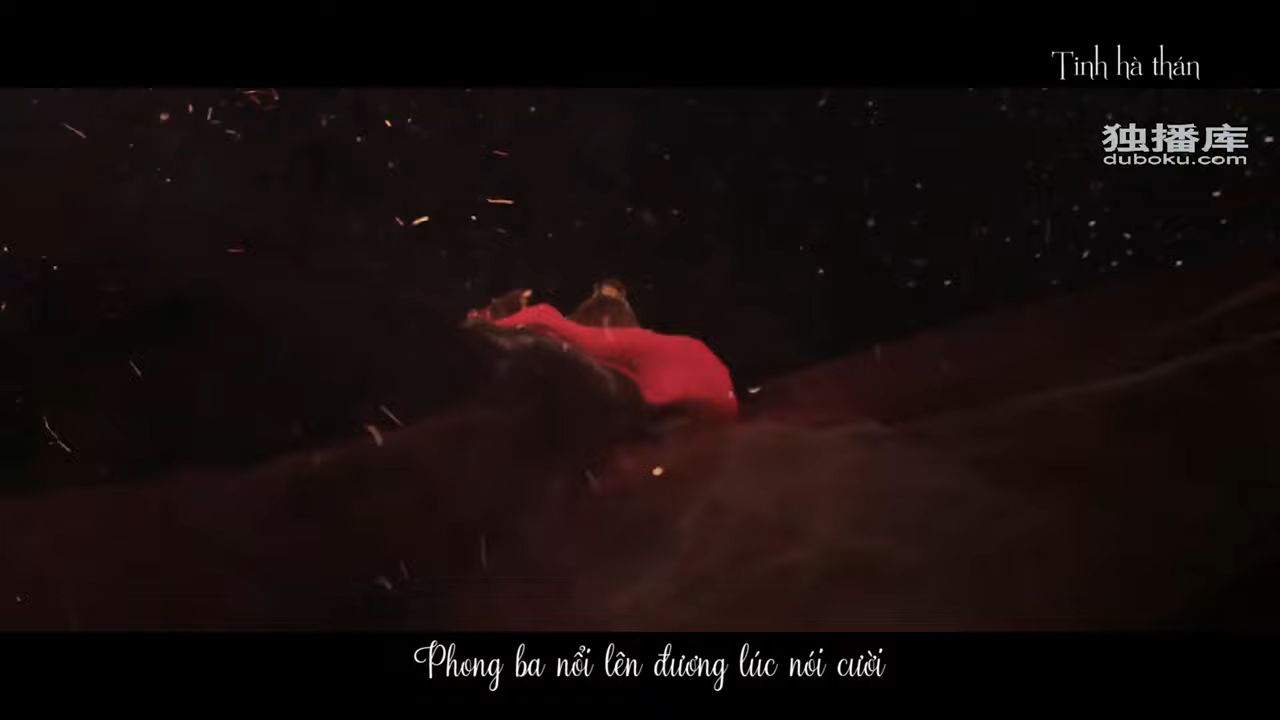 Tinh hà thán
独播库
duboku.com
Phong ba nổi lên đương lúc nói cười